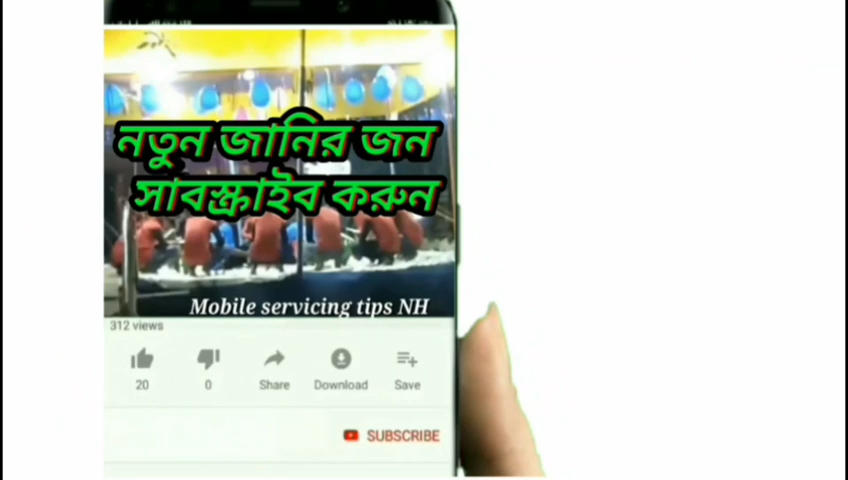 নতুন জানির জন
সাবস্ক্রাইব করুন
Mobile servicing tips NH
312 views
20
0
Share
Download
Save
SUBSCRIBE